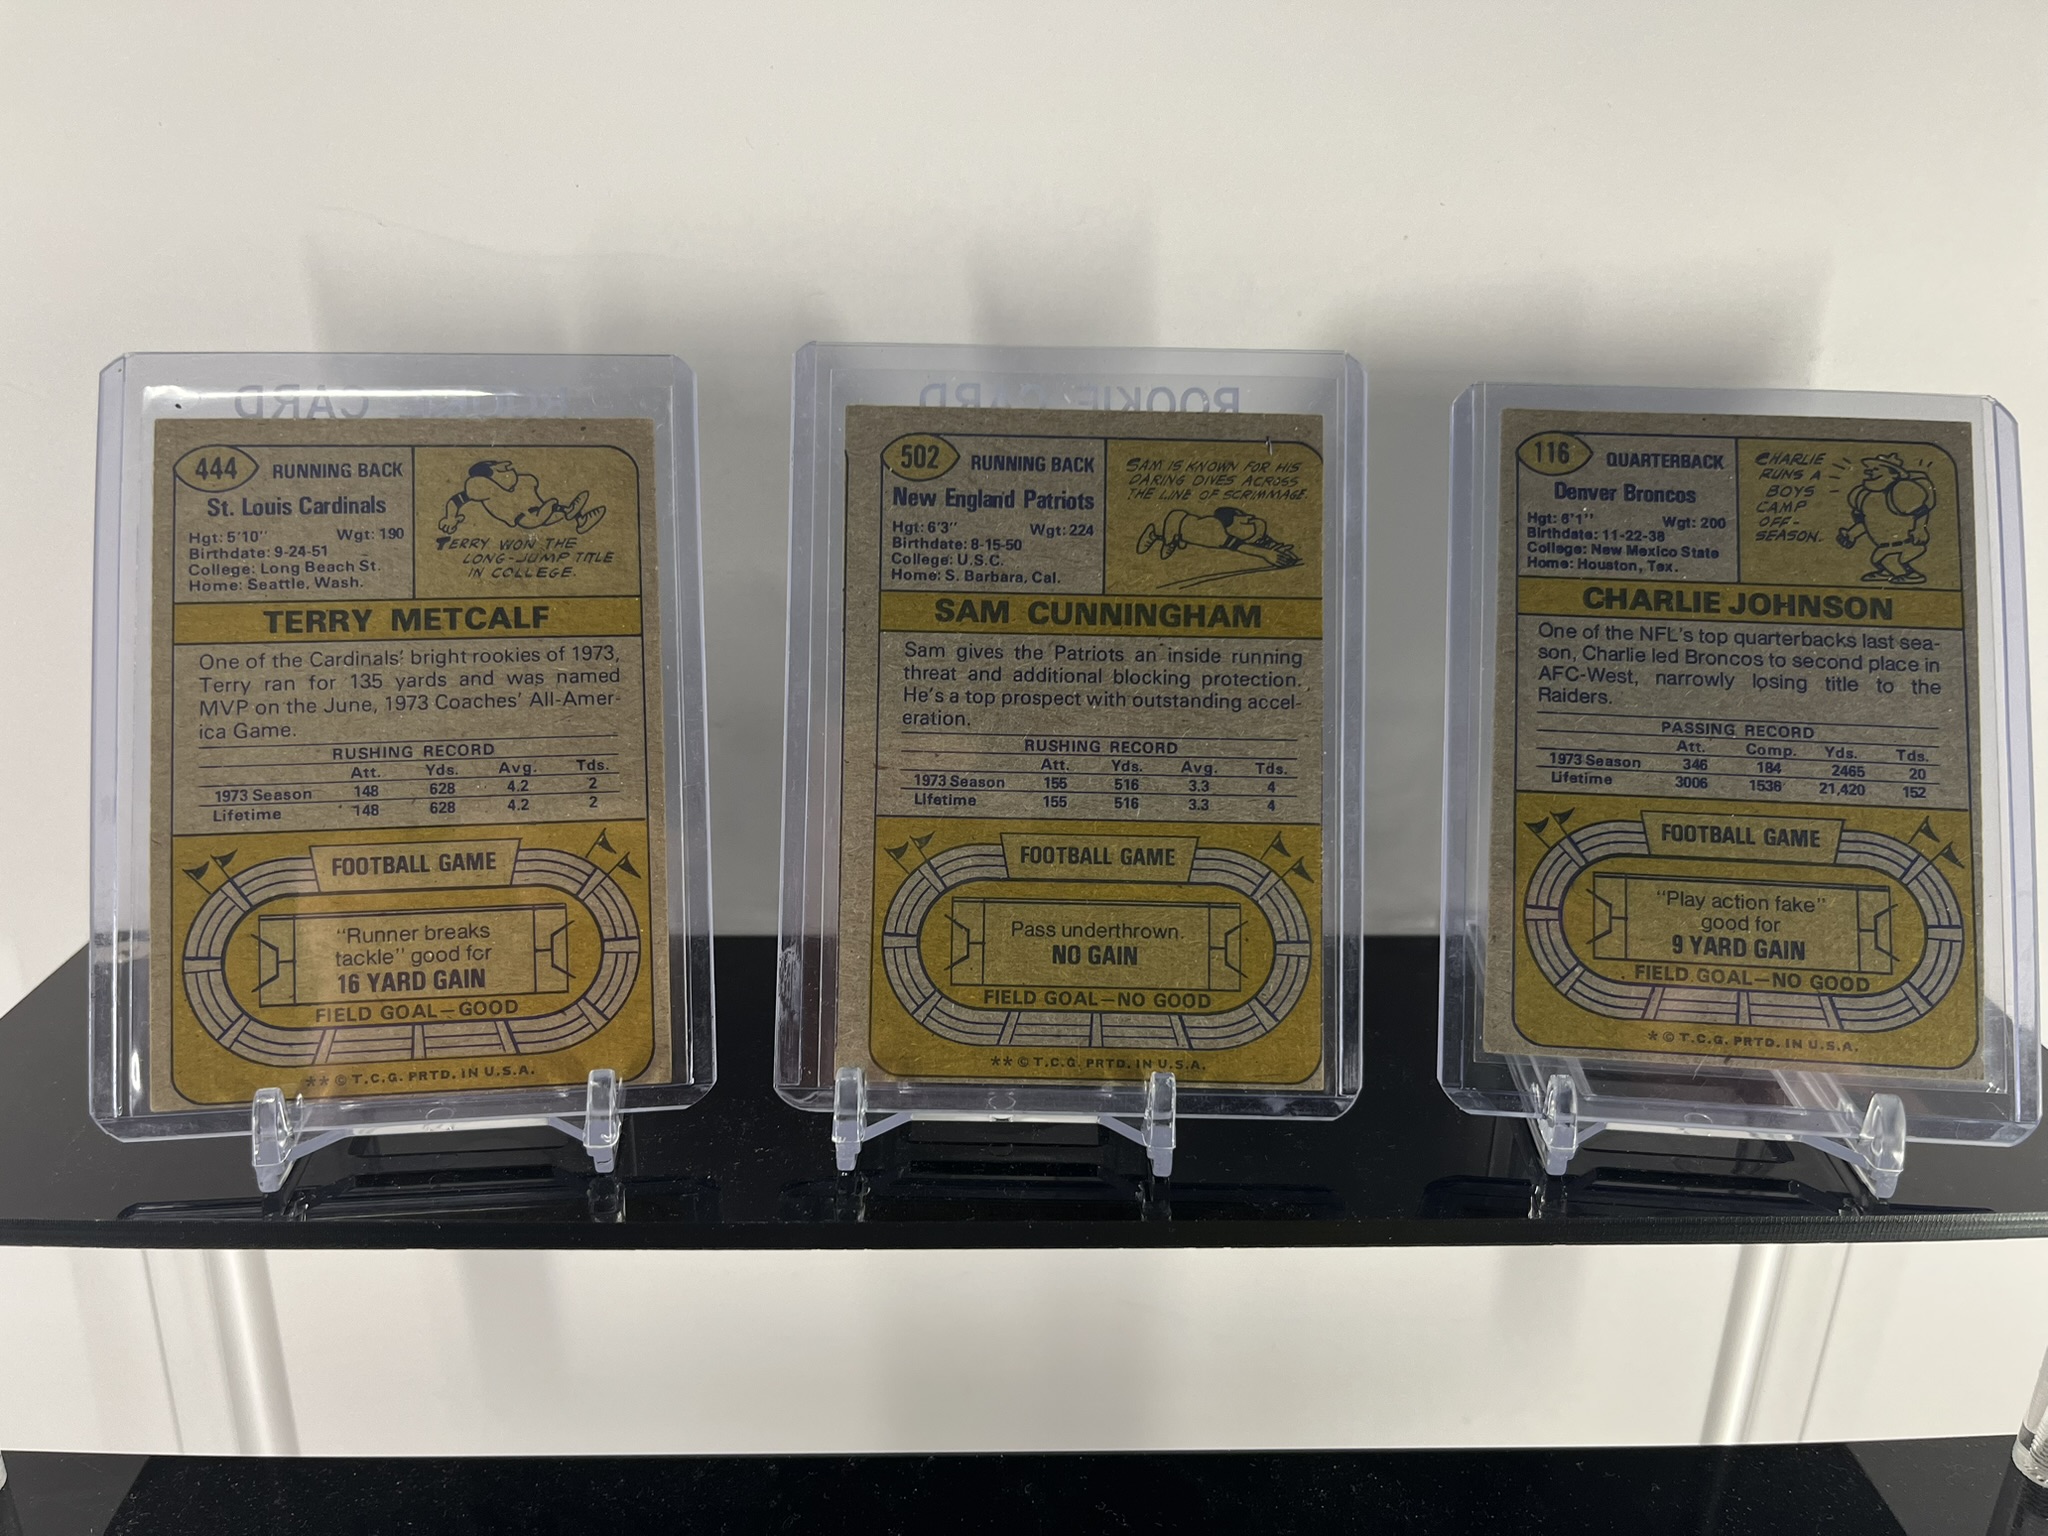 ROOKIE CARD
444
RUNNING BACK
St. Louis Cardinals
Hgt: 5'10" Wgt: 190
Birthdate: 9-24-51
College: Long Beach St.
Home: Seattle, Wash.
TERRY WON THE
LONG-JUMP TITLE
IN COLLEGE.
TERRY METCALF
One of the Cardinals' bright rookies of 1973,
Terry ran for 135 yards and was named
MVP on the June, 1973 Coaches' All-Amer-
ica Game.
RUSHING RECORD
Att. Yds. Avg. Tds.
1973 Season 148 628 4.2 2
Lifetime 148 628 4.2 2
FOOTBALL GAME
"Runner breaks
tackle" good for
16 YARD GAIN
FIELD GOAL—GOOD
** © T.C.G. PRTD. IN U.S.A.
ROOKIE CARD
502
RUNNING BACK
New England Patriots
Hgt: 6'3" Wgt: 224
Birthdate: 8-15-50
College: U.S.C.
Home: S. Barbara, Cal.
SAM IS KNOWN FOR HIS
DARING DIVES ACROSS
THE LINE OF SCRIMMAGE.
SAM CUNNINGHAM
Sam gives the Patriots an inside running
threat and additional blocking protection.
He's a top prospect with outstanding accel-
eration.
RUSHING RECORD
Att. Yds. Avg. Tds.
1973 Season 155 516 3.3 4
Lifetime 155 516 3.3 4
FOOTBALL GAME
Pass underthrown.
NO GAIN
FIELD GOAL—NO GOOD
** © T.C.G. PRTD. IN U.S.A.
116
QUARTERBACK
Denver Broncos
Hgt: 6'1" Wgt: 200
Birthdate: 11-22-38
College: New Mexico State
Home: Houston, Tex.
CHARLIE
RUNS A
BOYS
CAMP
OFF-
SEASON.
CHARLIE JOHNSON
One of the NFL's top quarterbacks last sea-
son, Charlie led Broncos to second place in
AFC-West, narrowly losing title to the
Raiders.
PASSING RECORD
Att. Comp. Yds. Tds.
1973 Season 346 184 2465 20
Lifetime 3006 1536 21,420 152
FOOTBALL GAME
"Play action fake"
good for
9 YARD GAIN
FIELD GOAL—NO GOOD
* © T.C.G. PRTD. IN U.S.A.